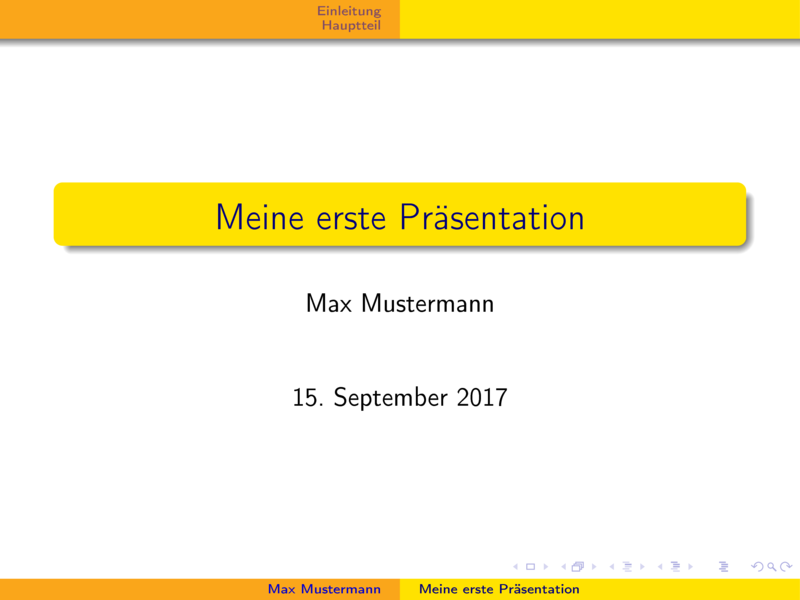 Einleitung
Hauptteil
Meine erste Präsentation
Max Mustermann
15. September 2017
Max Mustermann
Meine erste Präsentation